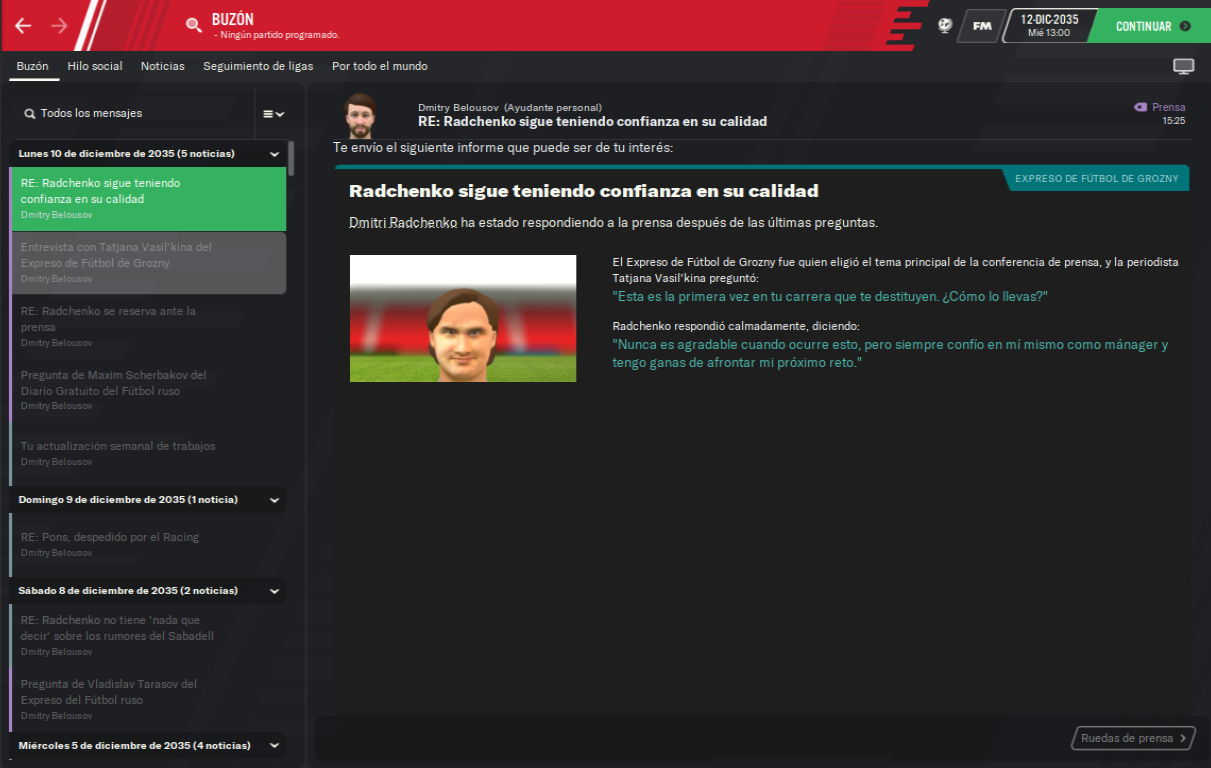 BUZÓN
- Ningún partido programado.
FM
12-DIC-2035
Mié 13:00
CONTINUAR
Buzón
Hilo social
Noticias
Seguimiento de ligas
Por todo el mundo
Todos los mensajes
Lunes 10 de diciembre de 2035 (5 noticias)
RE: Radchenko sigue teniendo
confianza en su calidad
Dmitry Belousov
Entrevista con Tatjana Vasil'kina del
Expreso de Fútbol de Grozny
Dmitry Belousov
RE: Radchenko se reserva ante la
prensa
Dmitry Belousov
Pregunta de Maxim Scherbakov del
Diario Gratuito del Fútbol ruso
Dmitry Belousov
Tu actualización semanal de trabajos
Dmitry Belousov
Domingo 9 de diciembre de 2035 (1 noticia)
RE: Pons, despedido por el Racing
Dmitry Belousov
Sábado 8 de diciembre de 2035 (2 noticias)
RE: Radchenko no tiene 'nada que
decir' sobre los rumores del Sabadell
Dmitry Belousov
Pregunta de Vladislav Tarasov del
Expreso del Fútbol ruso
Dmitry Belousov
Miércoles 5 de diciembre de 2035 (4 noticias)
Dmitry Belousov (Ayudante personal)
RE: Radchenko sigue teniendo confianza en su calidad
Prensa
15:25
Te envío el siguiente informe que puede ser de tu interés:
EXPRESO DE FÚTBOL DE GROZNY
Radchenko sigue teniendo confianza en su calidad
Dmitri Radchenko ha estado respondiendo a la prensa después de las últimas preguntas.
El Expreso de Fútbol de Grozny fue quien eligió el tema principal de la conferencia de prensa, y la periodista
Tatjana Vasil'kina preguntó:
"Esta es la primera vez en tu carrera que te destituyen. ¿Cómo lo llevas?"
Radchenko respondió calmadamente, diciendo:
"Nunca es agradable cuando ocurre esto, pero siempre confío en mí mismo como mánager y
tengo ganas de afrontar mi próximo reto."
Ruedas de prensa